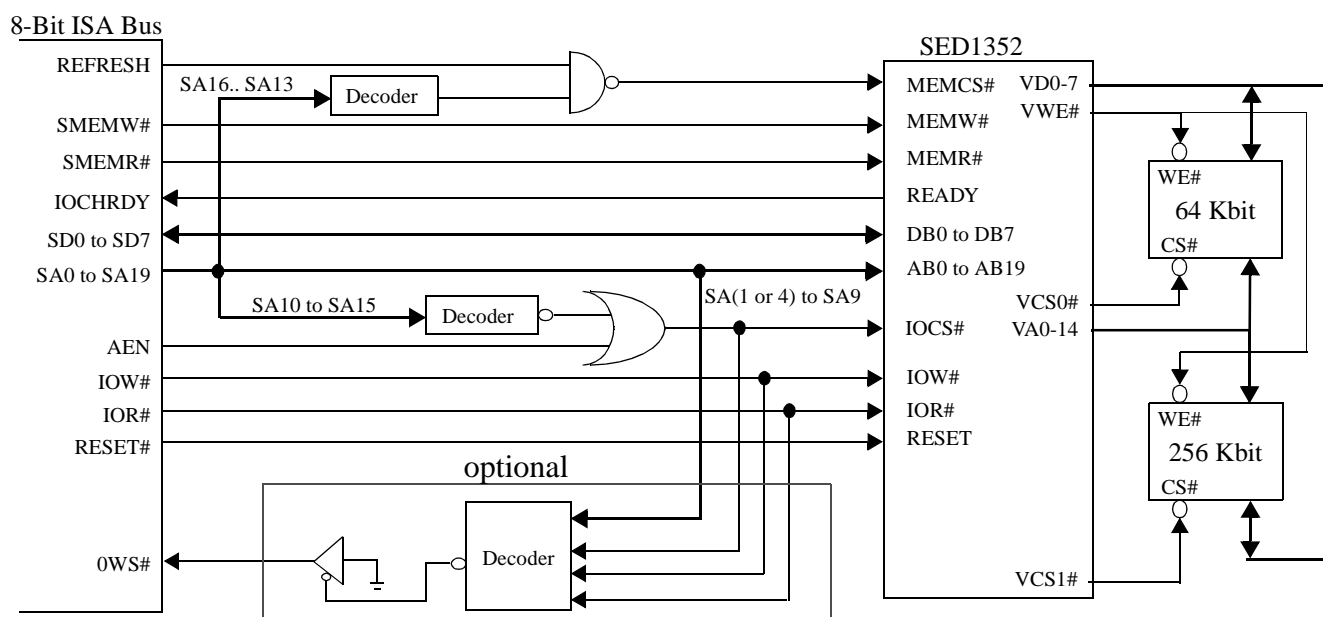 8-Bit ISA Bus
SED1352
REFRESH
SA16.. SA13
Decoder
MEMCS#
VD0-7
VWE#
SMEMW#
MEMW#
SMEMR#
MEMR#
WE#
64 Kbit
CS#
IOCHRDY
READY
SD0 to SD7
DB0 to DB7
SA0 to SA19
AB0 to AB19
SA(1 or 4) to SA9
VCS0#
SA10 to SA15
Decoder
IOCS#
VA0-14
AEN
IOW#
IOW#
IOR#
IOR#
WE#
256 Kbit
CS#
RESET#
RESET
optional
Decoder
0WS#
VCS1#